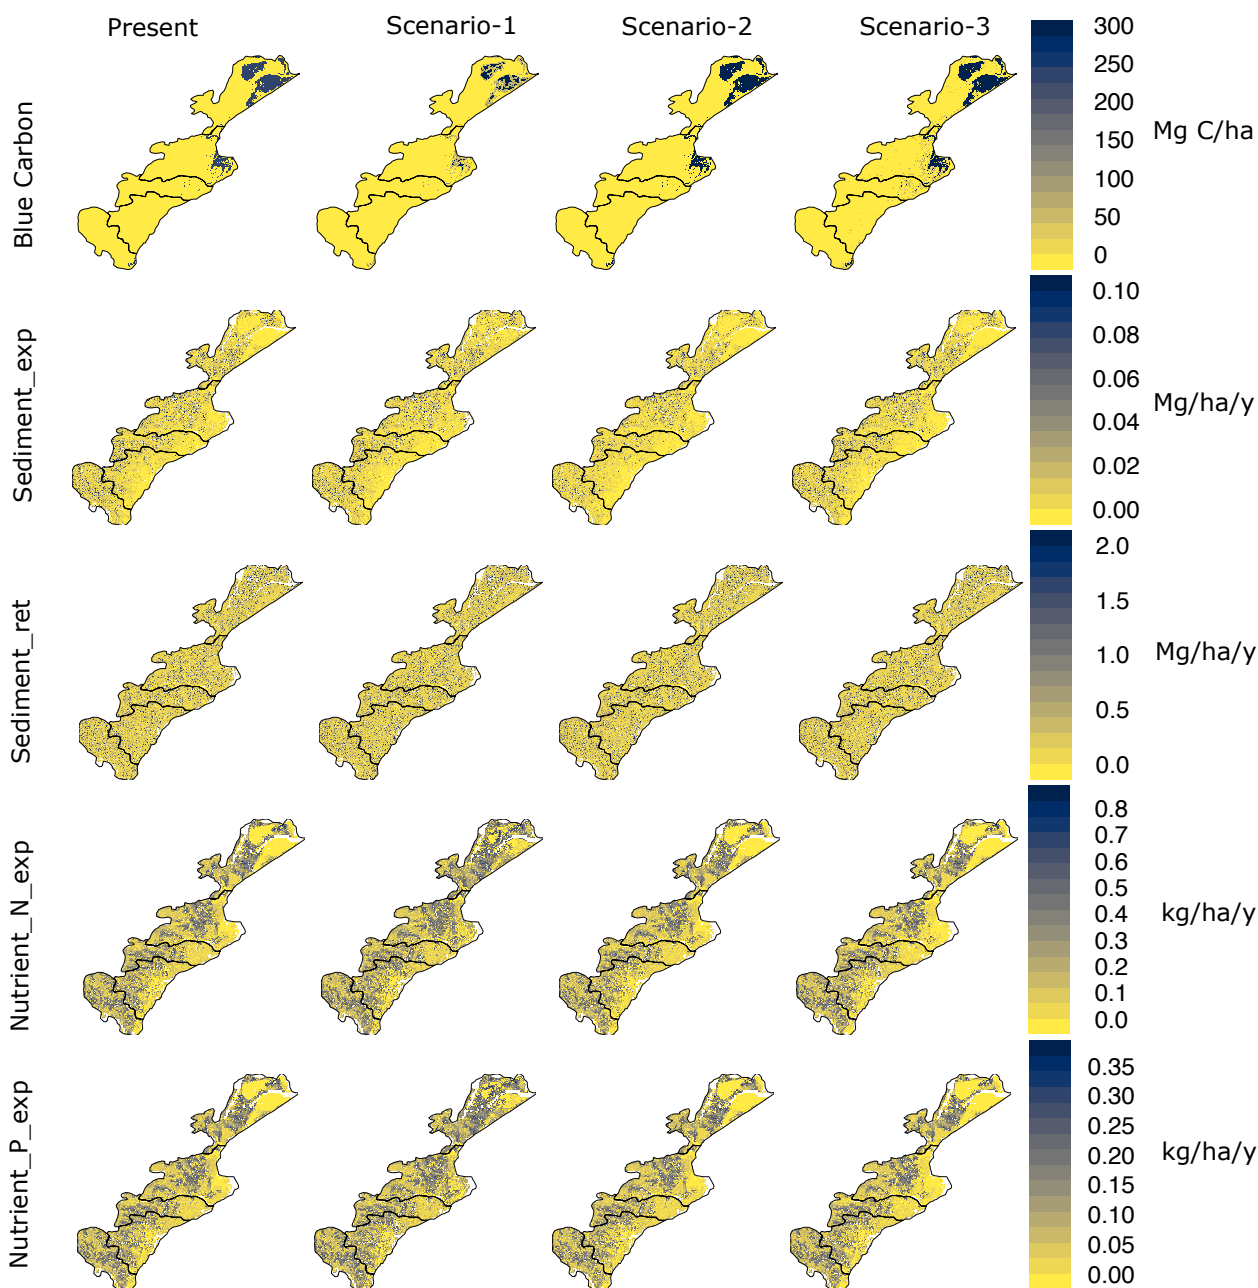 Present
Scenario-1
Scenario-2
Scenario-3
Blue Carbon
300
250
200
150
100
50
0
Mg C/ha
Sediment_exp
0.10
0.08
0.06
0.04
0.02
0.00
Mg/ha/y
Sediment_ret
2.0
1.5
1.0
0.5
0.0
Mg/ha/y
Nutrient_N_exp
0.8
0.7
0.6
0.5
0.4
0.3
0.2
0.1
0.0
kg/ha/y
Nutrient_P_exp
0.35
0.30
0.25
0.20
0.15
0.10
0.05
0.00
kg/ha/y